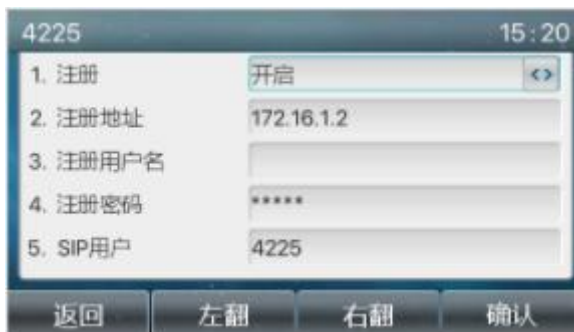 4225 15:20
1. 注册 开启 <>
2. 注册地址 172.16.1.2
3. 注册用户名
4. 注册密码 *****
5. SIP用户 4225
返回 左翻 右翻 确认